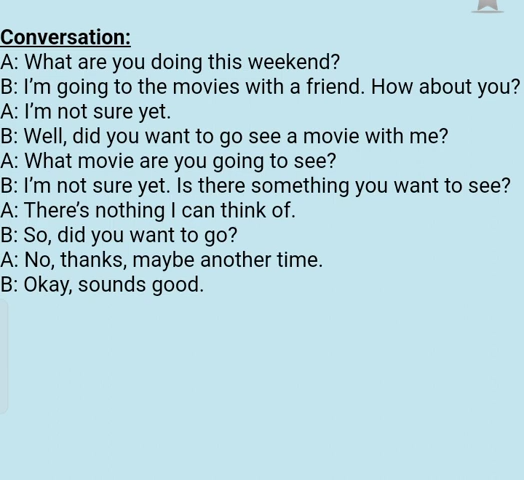 Conversation:
A: What are you doing this weekend?
B: I’m going to the movies with a friend. How about you?
A: I’m not sure yet.
B: Well, did you want to go see a movie with me?
A: What movie are you going to see?
B: I’m not sure yet. Is there something you want to see?
A: There’s nothing I can think of.
B: So, did you want to go?
A: No, thanks, maybe another time.
B: Okay, sounds good.